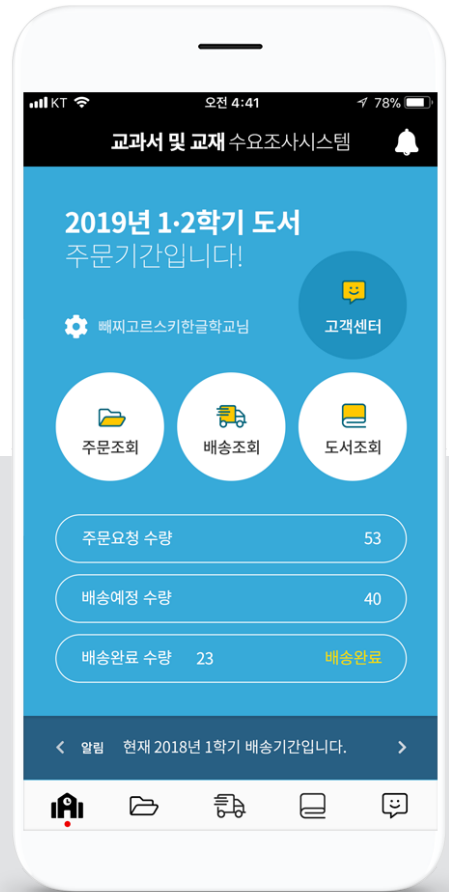 KT 오전 4:41 78%
교과서 및 교재 수요조사시스템
2019년 1·2학기 도서
주문기간입니다!
고객센터
빼찌고르스키한글학교님
주문조회 배송조회 도서조회
주문요청 수량 53
배송예정 수량 40
배송완료 수량 23 배송완료
알림 현재 2018년 1학기 배송기간입니다.